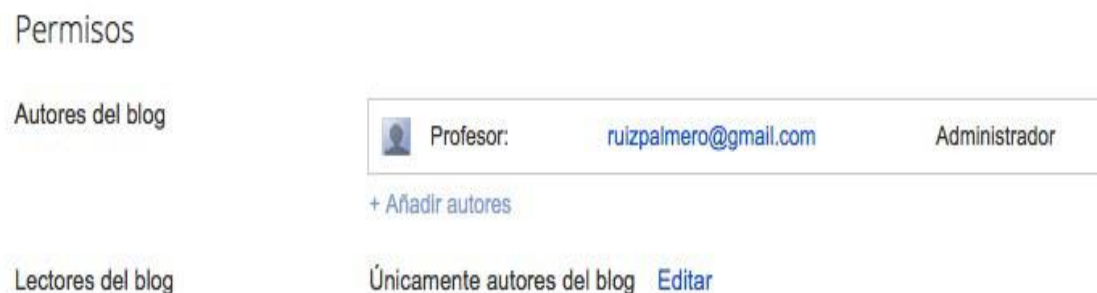 Permisos
Autores del blog
Profesor: ruizpalmero@gmail.com Administrador
+ Añadir autores
Lectores del blog Únicamente autores del blog Editar